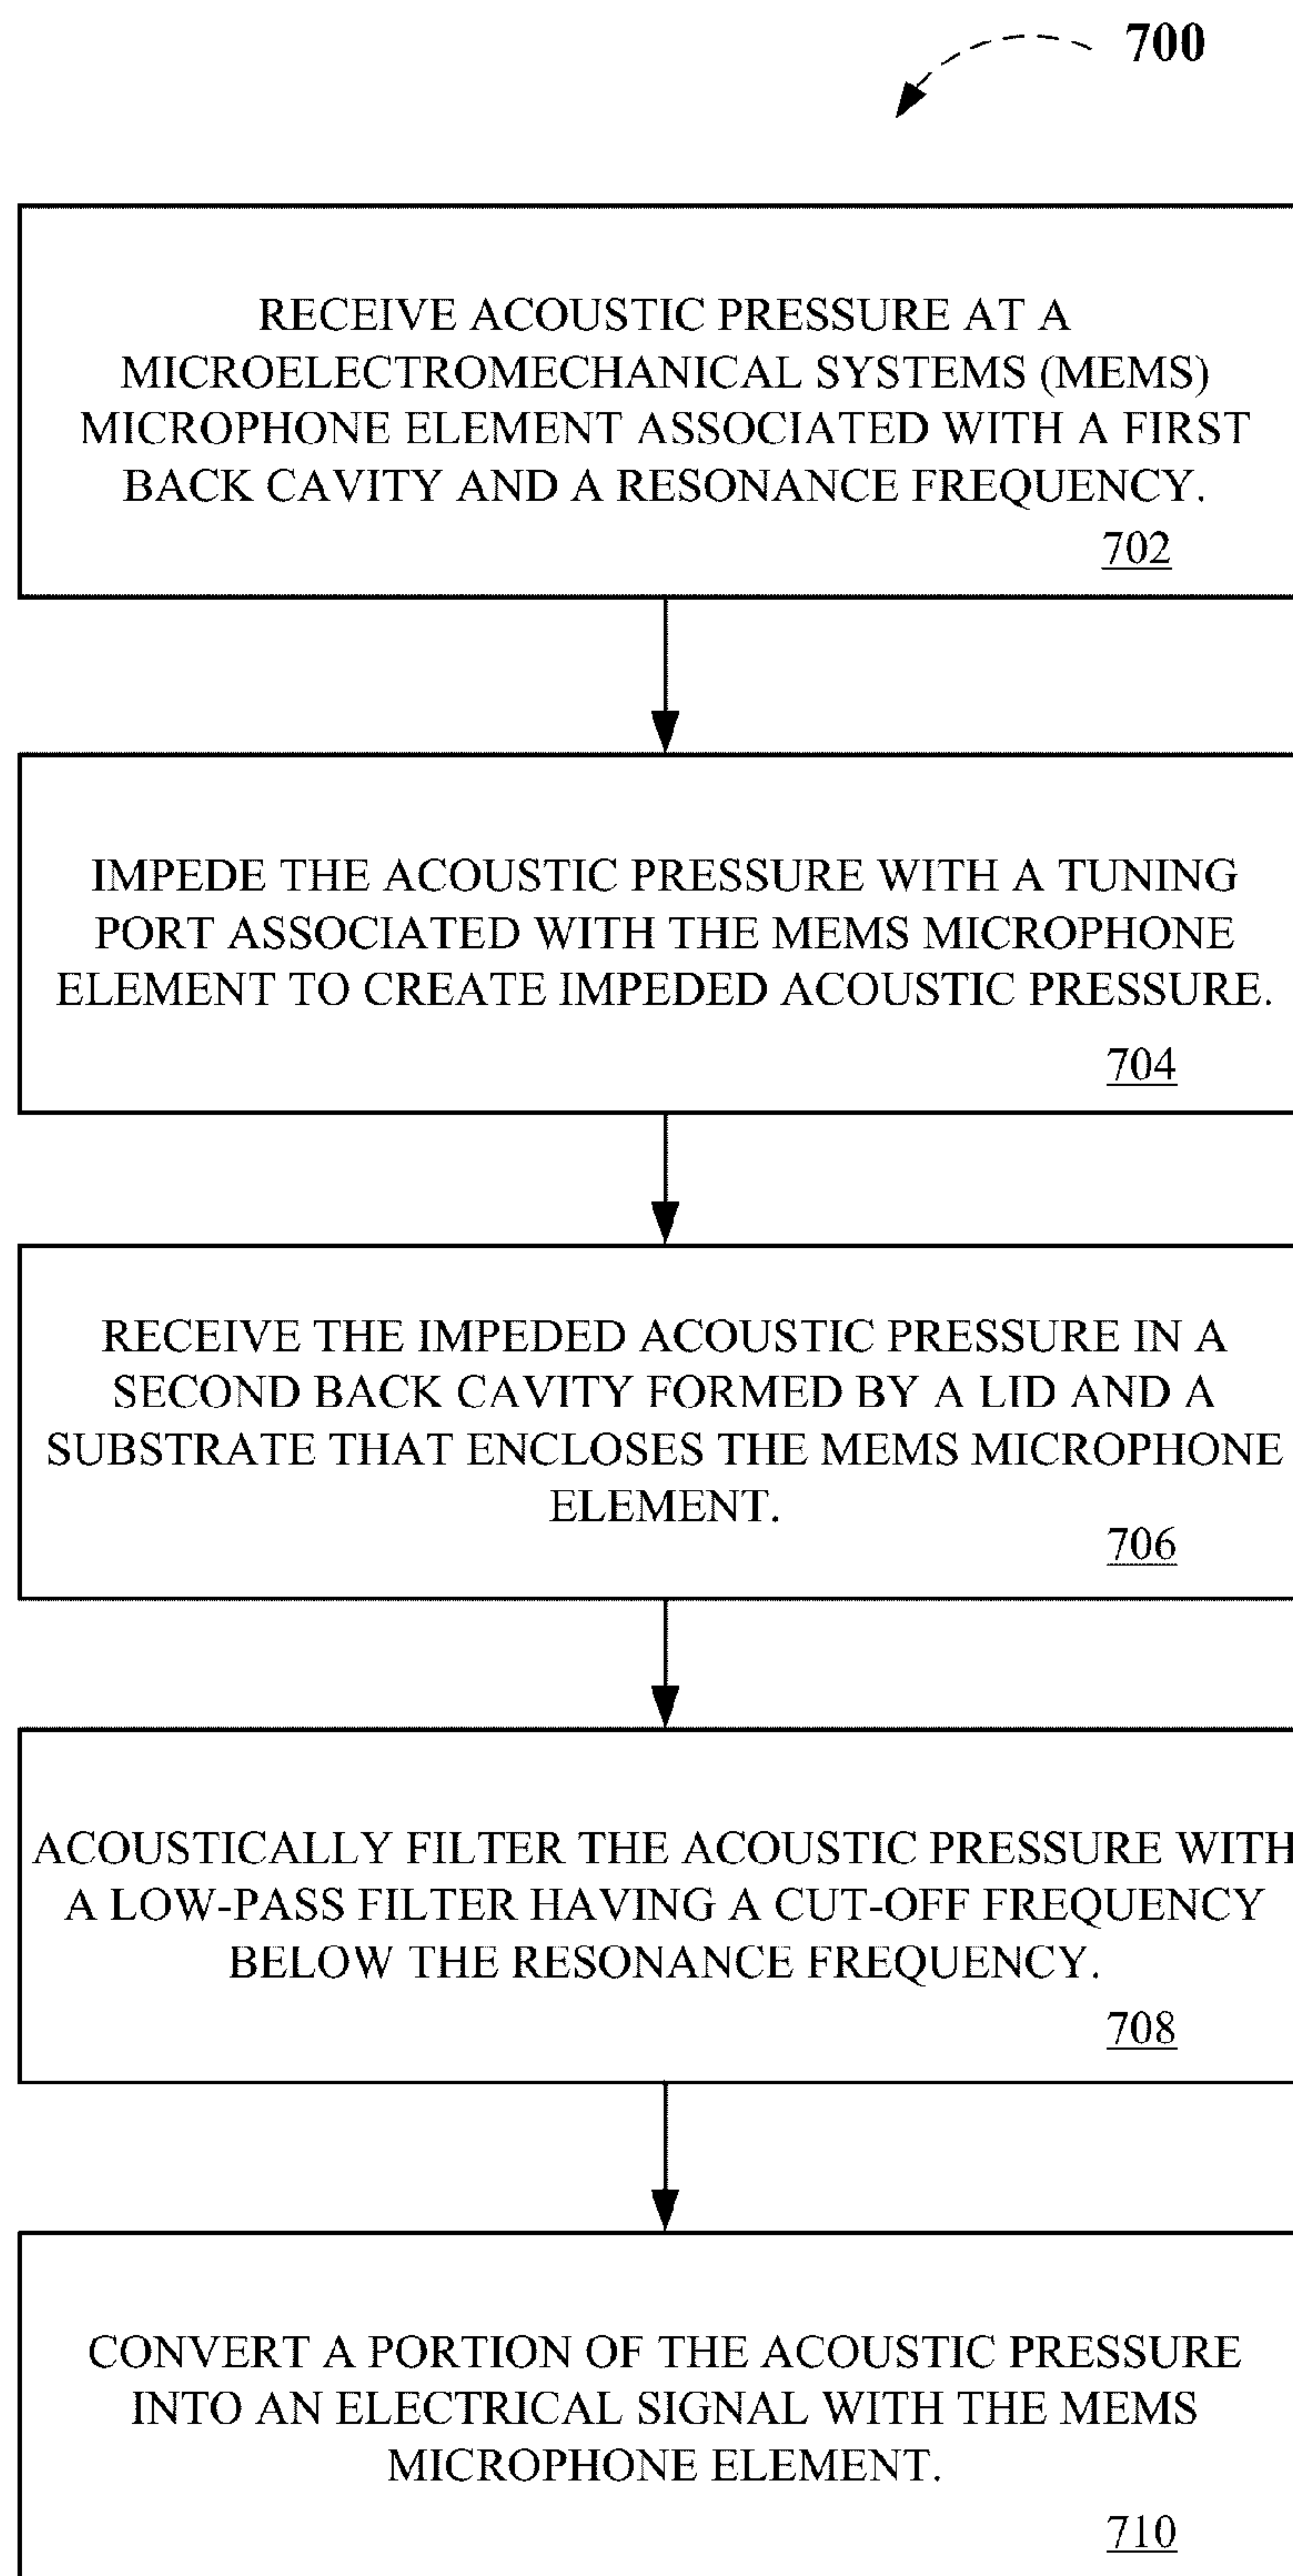 700
RECEIVE ACOUSTIC PRESSURE AT A
MICROELECTROMECHANICAL SYSTEMS (MEMS)
MICROPHONE ELEMENT ASSOCIATED WITH A FIRST
BACK CAVITY AND A RESONANCE FREQUENCY.
702
IMPEDE THE ACOUSTIC PRESSURE WITH A TUNING
PORT ASSOCIATED WITH THE MEMS MICROPHONE
ELEMENT TO CREATE IMPEDED ACOUSTIC PRESSURE.
704
RECEIVE THE IMPEDED ACOUSTIC PRESSURE IN A
SECOND BACK CAVITY FORMED BY A LID AND A
SUBSTRATE THAT ENCLOSES THE MEMS MICROPHONE
ELEMENT.
706
ACOUSTICALLY FILTER THE ACOUSTIC PRESSURE WITH
A LOW-PASS FILTER HAVING A CUT-OFF FREQUENCY
BELOW THE RESONANCE FREQUENCY.
708
CONVERT A PORTION OF THE ACOUSTIC PRESSURE
INTO AN ELECTRICAL SIGNAL WITH THE MEMS
MICROPHONE ELEMENT.
710